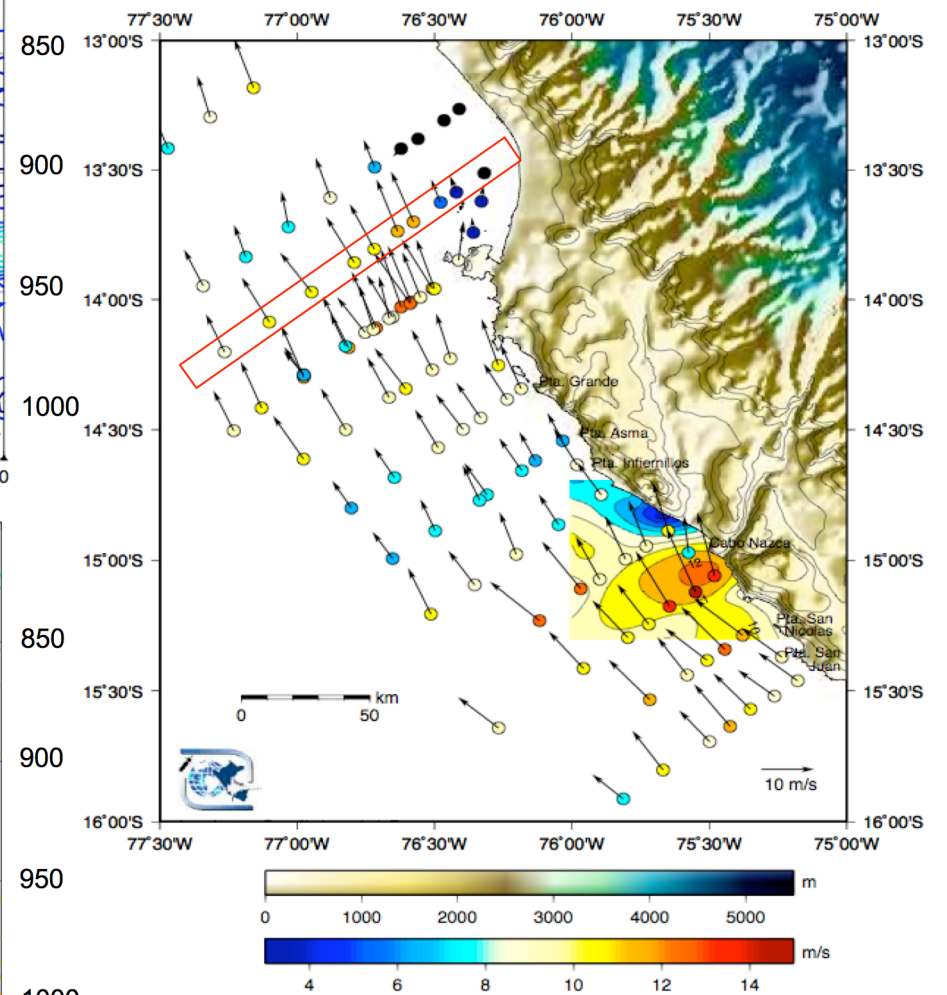 850
900
950
1000
0
850
900
950
1000
77˚30'W 77˚00'W 76˚30'W 76˚00'W 75˚30'W 75˚00'W
13˚00'S 13˚00'S
13˚30'S 13˚30'S
14˚00'S 14˚00'S
Pta. Grande
14˚30'S 14˚30'S
Pta. Asma
Pta. Infiernillos
15˚00'S 15˚00'S
Cabo Nazca
12
10
Pta. San
Nicolas
Pta. San
Juan
15˚30'S 15˚30'S
km
0 50
10 m/s
16˚00'S 16˚00'S
77˚30'W 77˚00'W 76˚30'W 76˚00'W 75˚30'W 75˚00'W
m
0 1000 2000 3000 4000 5000
m/s
4 6 8 10 12 14